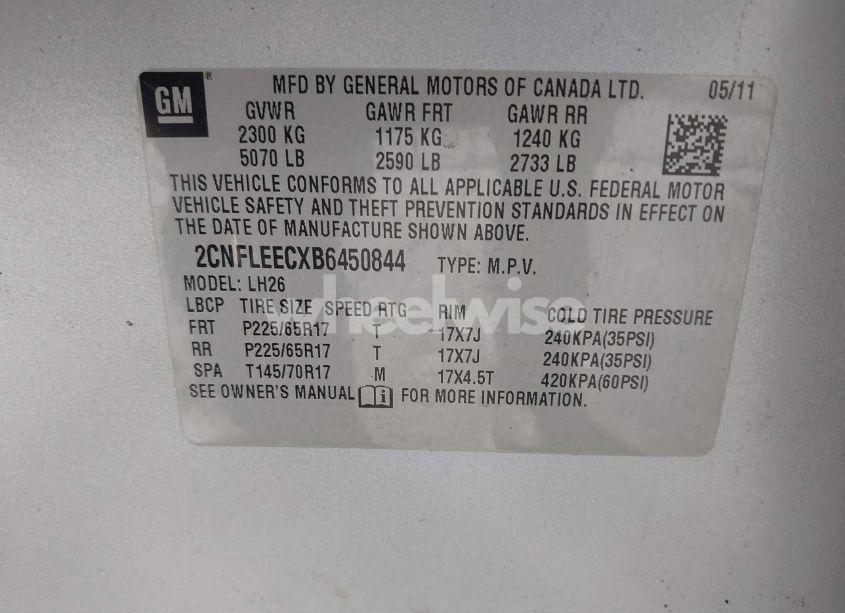 GM
MFD BY GENERAL MOTORS OF CANADA LTD. 05/11
GVWR GAWR FRT GAWR RR
2300 KG 1175 KG 1240 KG
5070 LB 2590 LB 2733 LB
THIS VEHICLE CONFORMS TO ALL APPLICABLE U.S. FEDERAL MOTOR
VEHICLE SAFETY AND THEFT PREVENTION STANDARDS IN EFFECT ON
THE DATE OF MANUFACTURE SHOWN ABOVE.
2CNFLEECXB6450844 TYPE: M.P.V.
MODEL: LH26
LBCP TIRE SIZE SPEED RTG RIM COLD TIRE PRESSURE
FRT P225/65R17 T 17X7J 240KPA(35PSI)
RR P225/65R17 T 17X7J 240KPA(35PSI)
SPA T145/70R17 M 17X4.5T 420KPA(60PSI)
SEE OWNER'S MANUAL i FOR MORE INFORMATION.
wheelwise